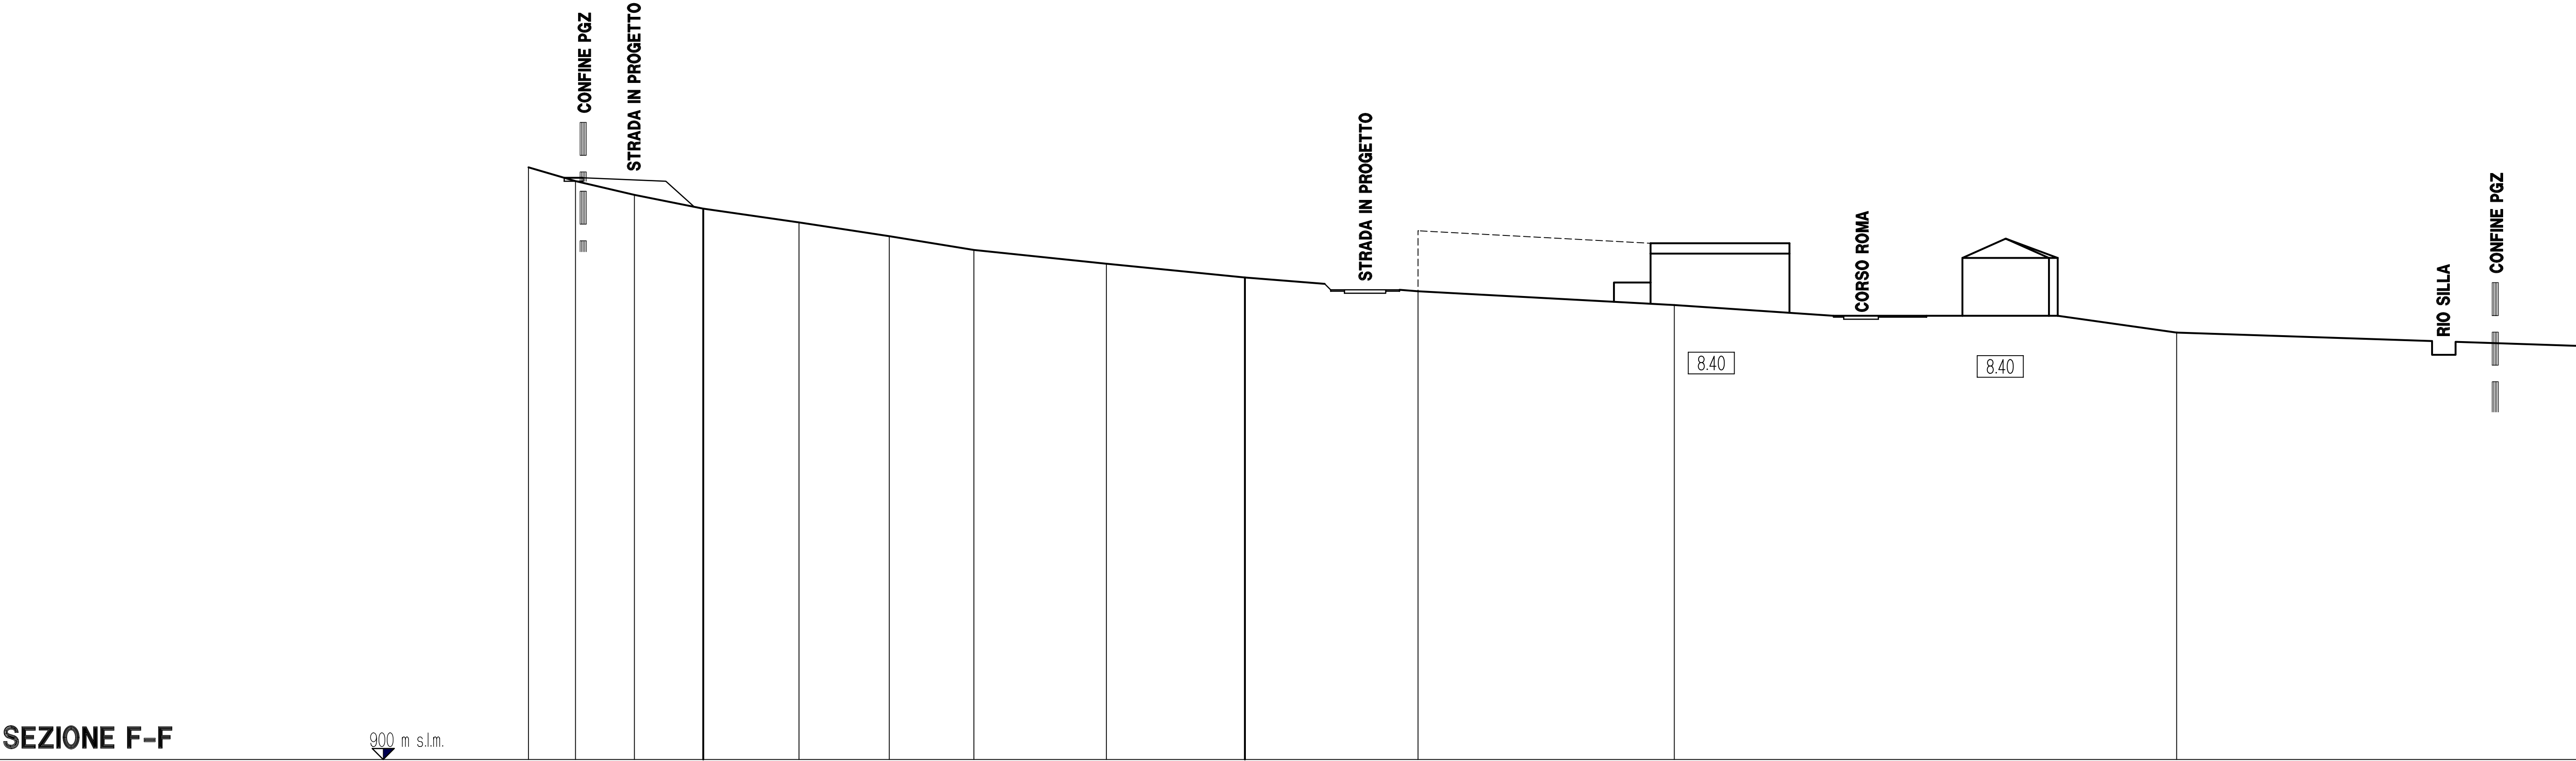 CONFINE PGZ
STRADA IN PROGETTO
STRADA IN PROGETTO
CORSO ROMA
RIO SILLA
CONFINE PGZ
8.40
8.40
SEZIONE F-F
900 m s.l.m.